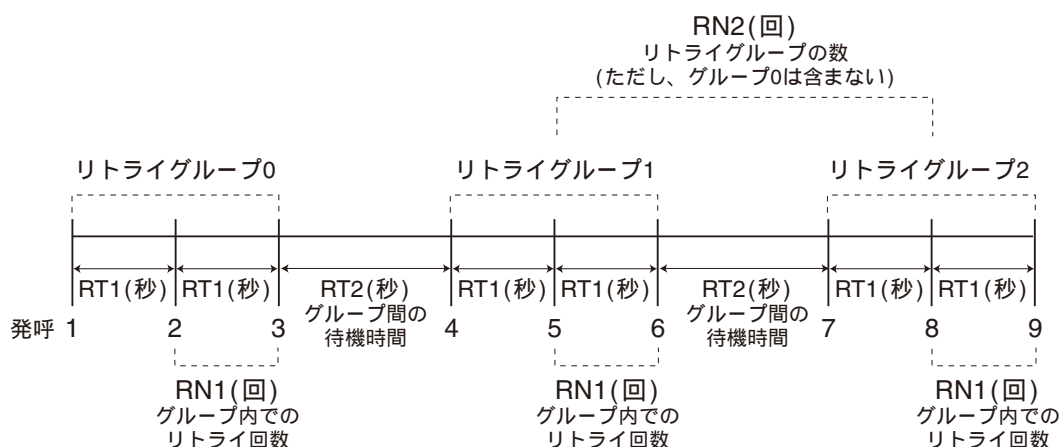 RN2(回)
リトライグループの数
(ただし、グループ0は含まない)
リトライグループ0
リトライグループ1
リトライグループ2
RT1(秒)
RT1(秒)
RT2(秒)
グループ間の
待機時間
RT1(秒)
RT1(秒)
RT2(秒)
グループ間の
待機時間
RT1(秒)
RT1(秒)
発呼 1 2 3 4 5 6 7 8 9
RN1(回)
グループ内での
リトライ回数
RN1(回)
グループ内での
リトライ回数
RN1(回)
グループ内での
リトライ回数